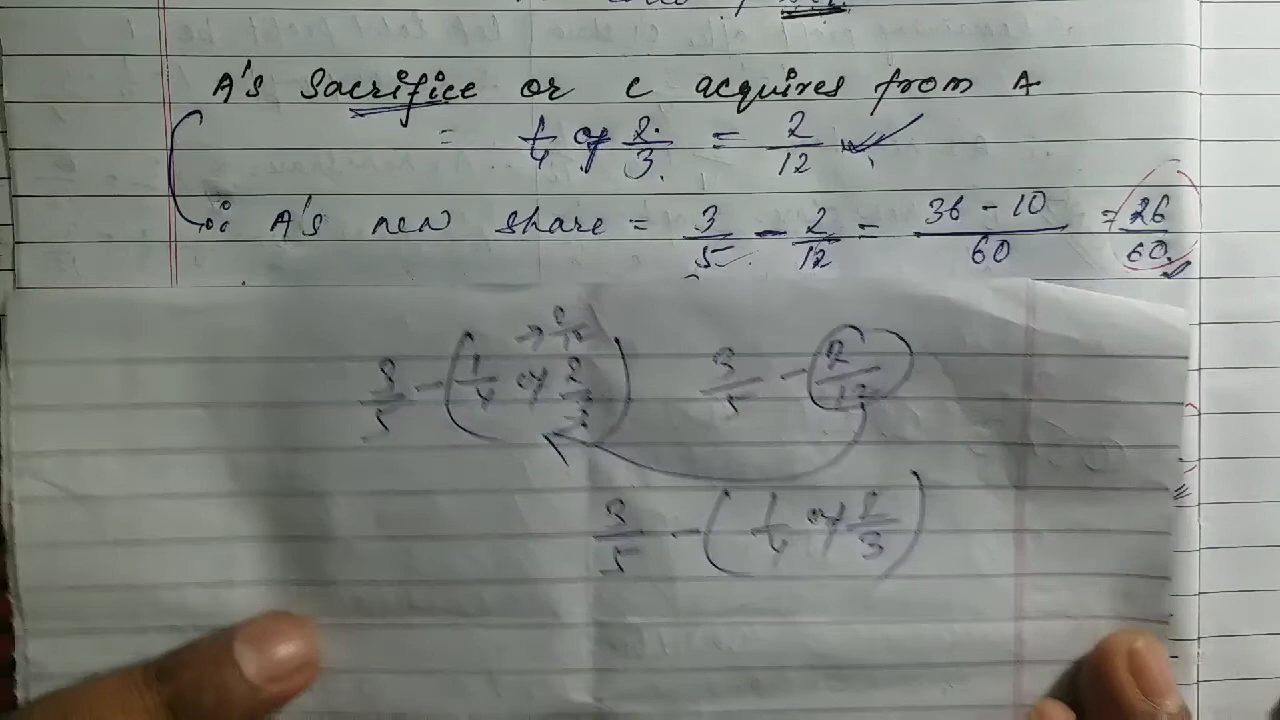 A's Sacrifice or C acquires from A
= 1/4 of 2/3 = 2/12
∴ A's new share = 3/5 - 2/12 = 36 - 10/60 = 26/60
3/5 - (1/4 of 2/3) → 2/12 3/5 - 2/12
3/5 - (1/4 of 2/3)